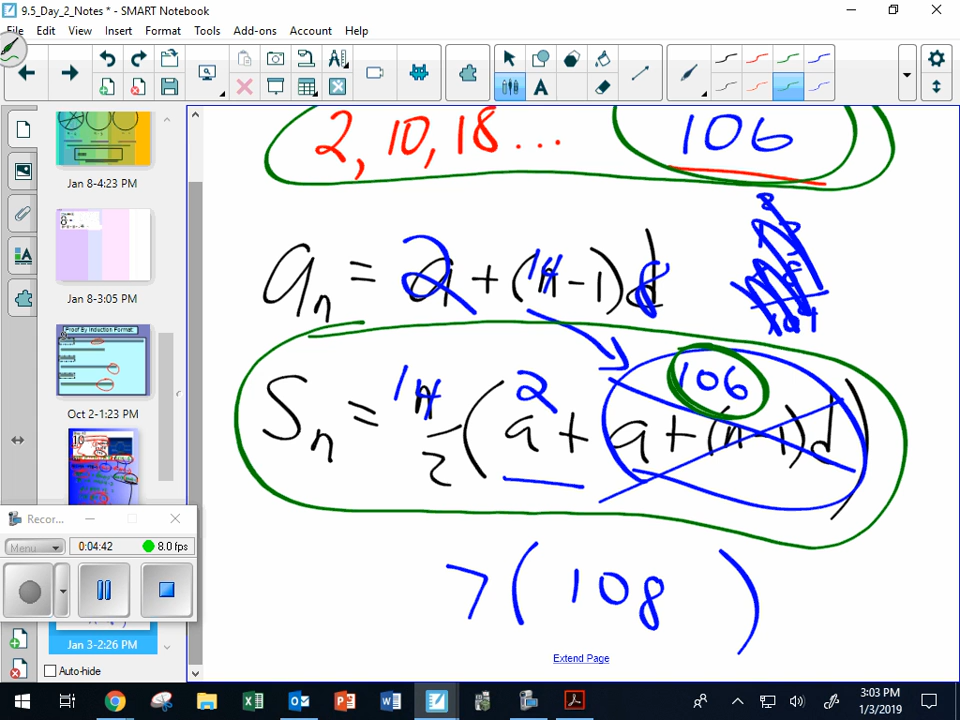 9.5_Day_2_Notes * - SMART Notebook
File Edit View Insert Format Tools Add-ons Account Help
Jan 8-4:23 PM
Jan 8-3:05 PM
Proof By Induction Format
Oct 2-1:23 PM
Jan 3-2:26 PM
Auto-hide
Recor...
Menu
0:04:42
8.0 fps
2, 10, 18 ... 106
aₙ = a + (n-1)d
2 14 8
Sₙ = n/2 (a + a + (n-1)d)
14 2 106
7 ( 108 )
Extend Page
3:03 PM
1/3/2019